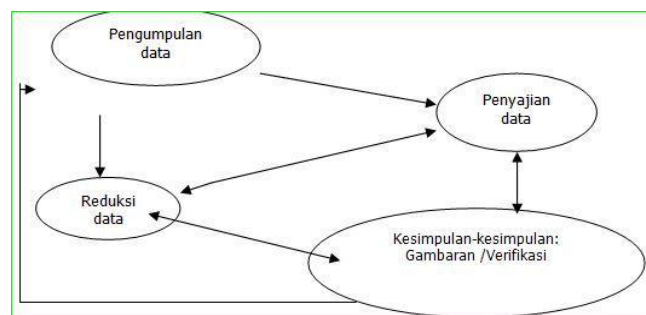 Pengumpulan
data
Penyajian
data
Reduksi
data
Kesimpulan-kesimpulan:
Gambaran /Verifikasi